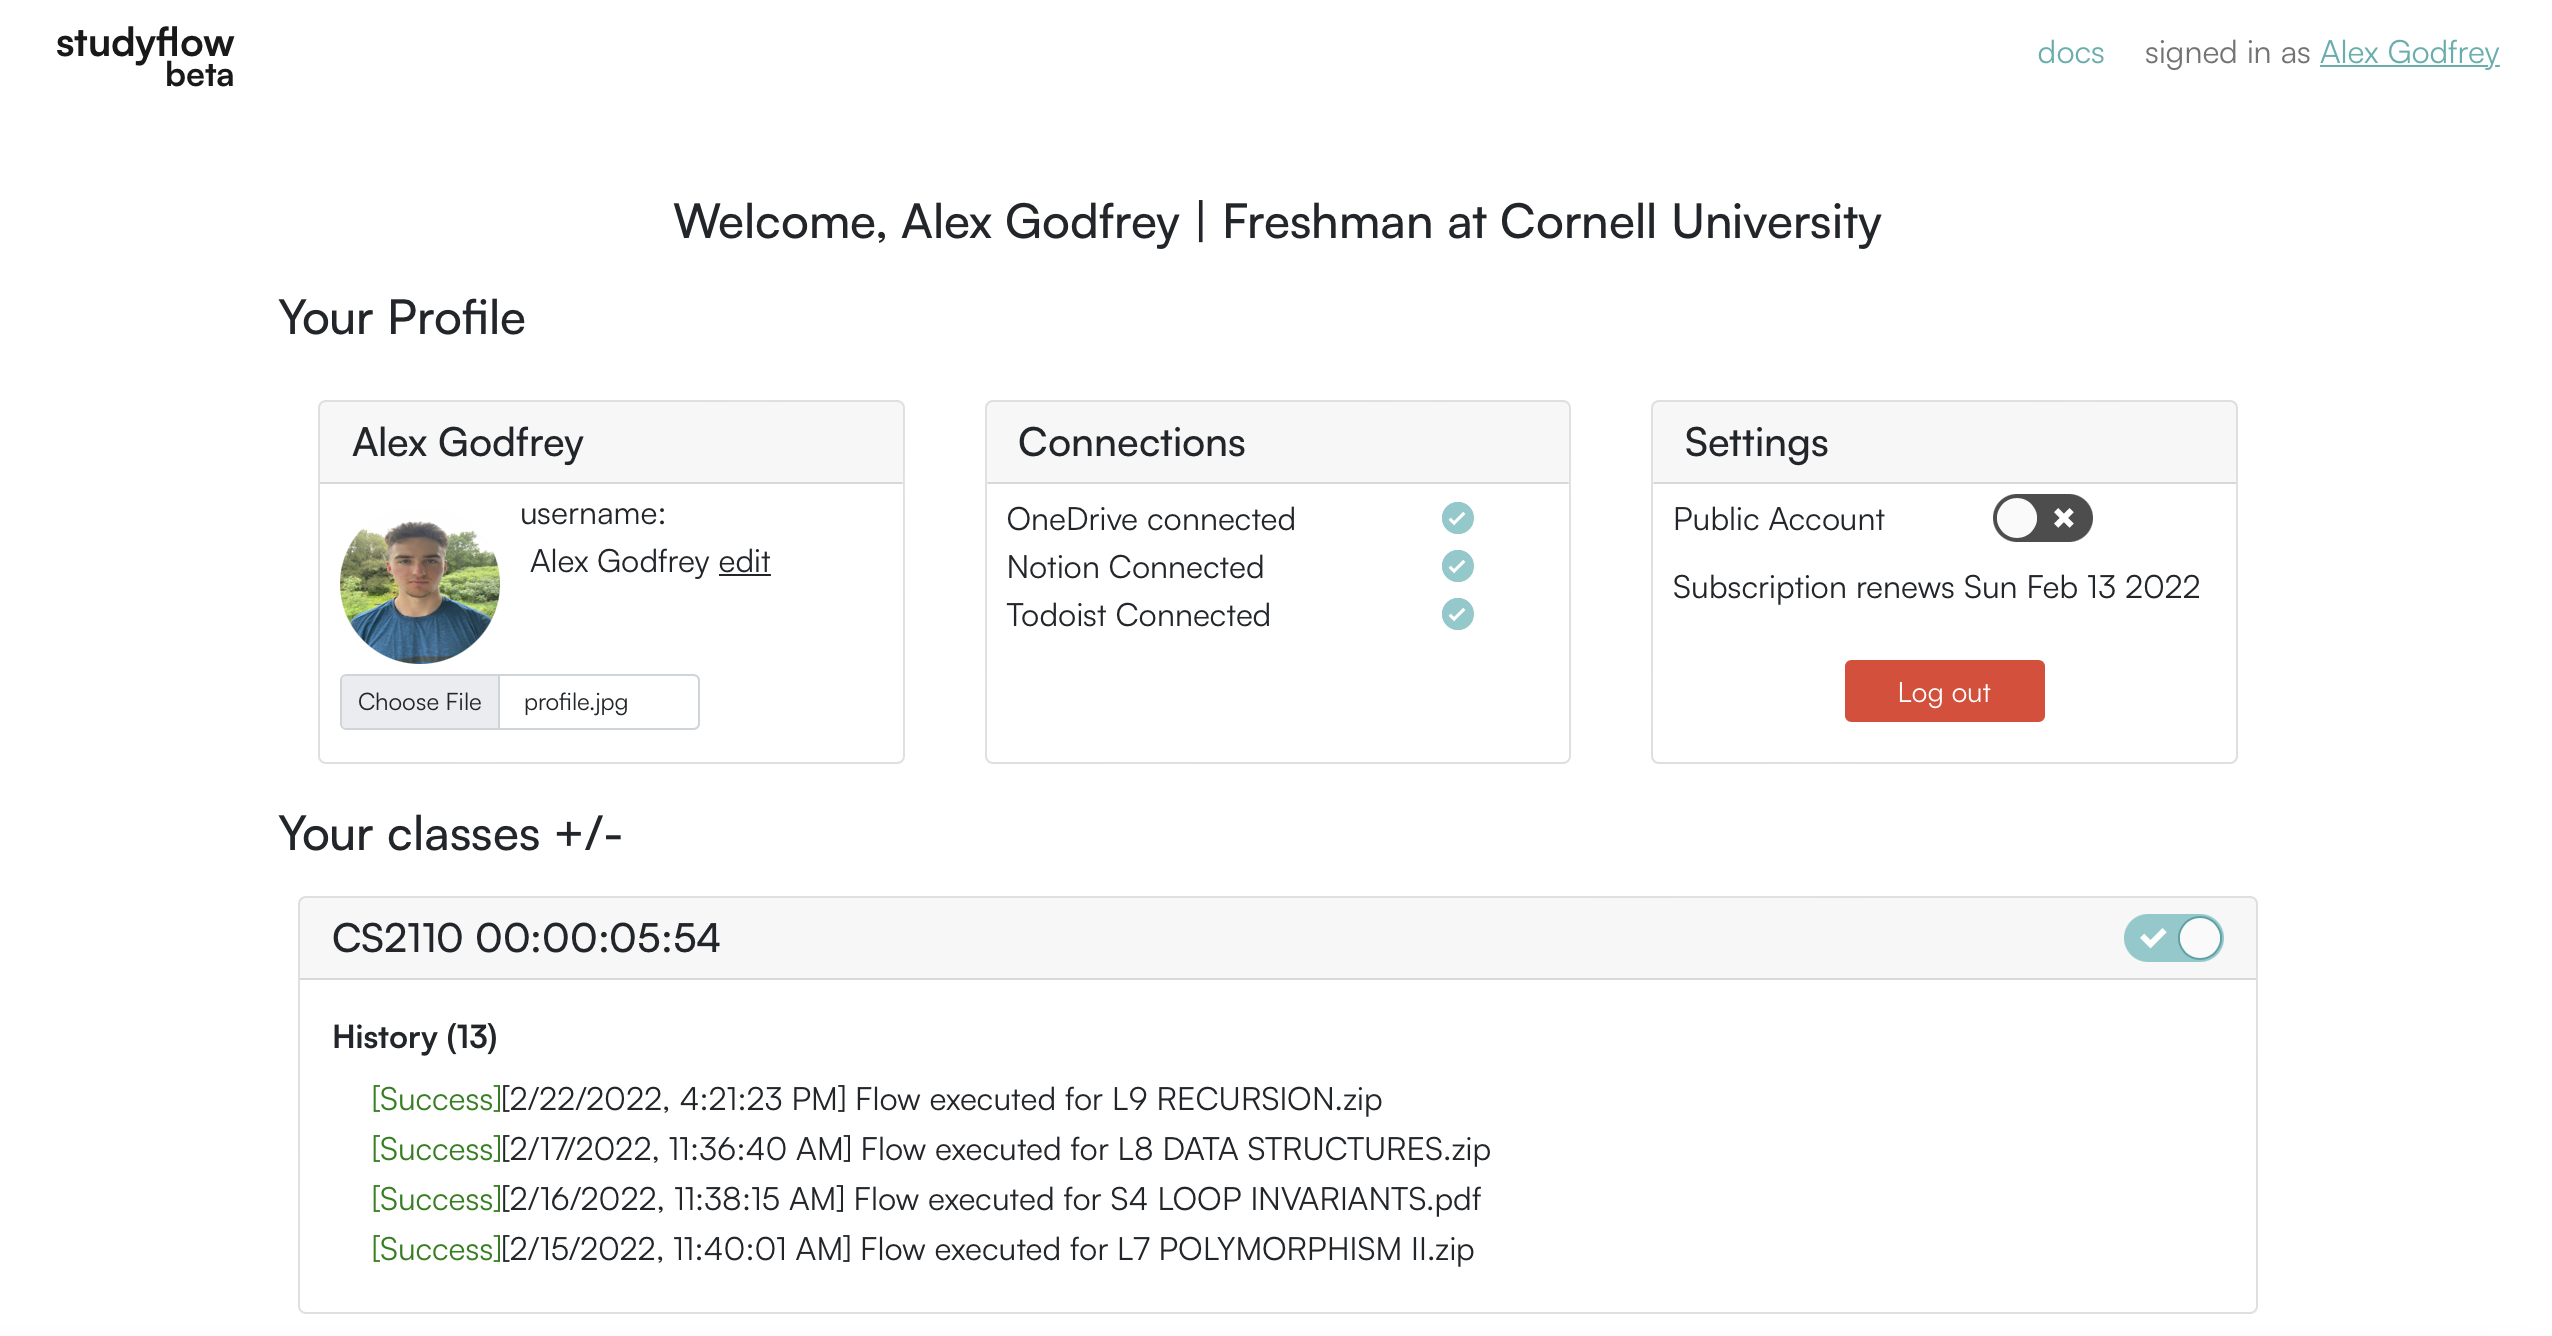 studyflow
beta
docs signed in as Alex Godfrey
Welcome, Alex Godfrey | Freshman at Cornell University
Your Profile
Alex Godfrey
username:
Alex Godfrey edit
Choose File profile.jpg
Connections
OneDrive connected
Notion Connected
Todoist Connected
Settings
Public Account
Subscription renews Sun Feb 13 2022
Log out
Your classes +/-
CS2110 00:00:05:54
History (13)
[Success][2/22/2022, 4:21:23 PM] Flow executed for L9 RECURSION.zip
[Success][2/17/2022, 11:36:40 AM] Flow executed for L8 DATA STRUCTURES.zip
[Success][2/16/2022, 11:38:15 AM] Flow executed for S4 LOOP INVARIANTS.pdf
[Success][2/15/2022, 11:40:01 AM] Flow executed for L7 POLYMORPHISM II.zip